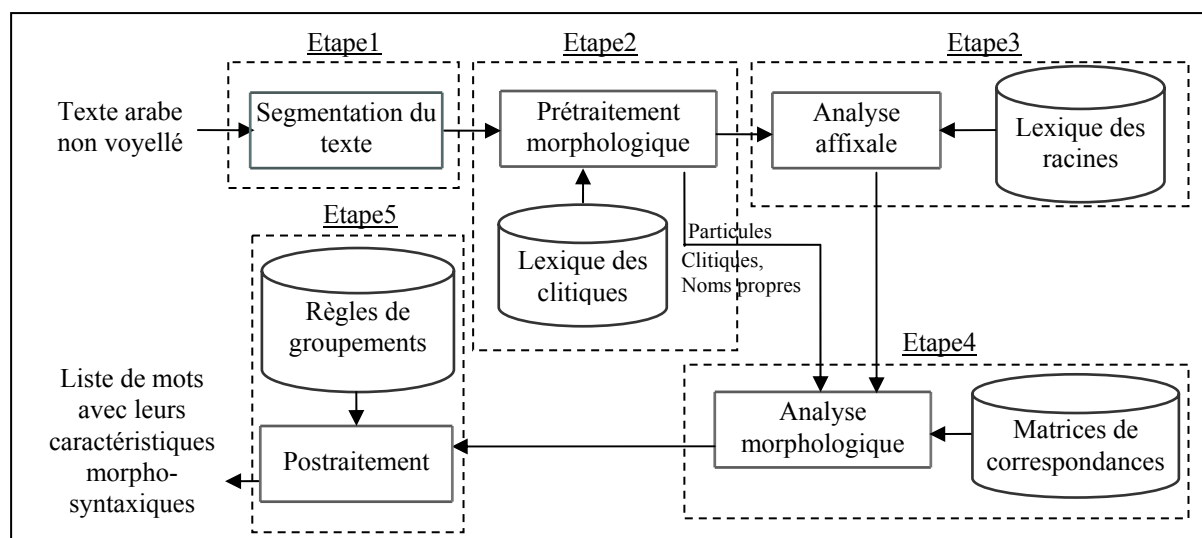 Etape1
Etape2
Etape3
Texte arabe
non voyellé
Segmentation du
texte
Prétraitement
morphologique
Lexique des
clitiques
Analyse
affixale
Lexique des
racines
Particules
Clitiques,
Noms propres
Etape4
Analyse
morphologique
Matrices de
correspondances
Etape5
Règles de
groupements
Postraitement
Liste de mots
avec leurs
caractéristiques
morpho-
syntaxiques